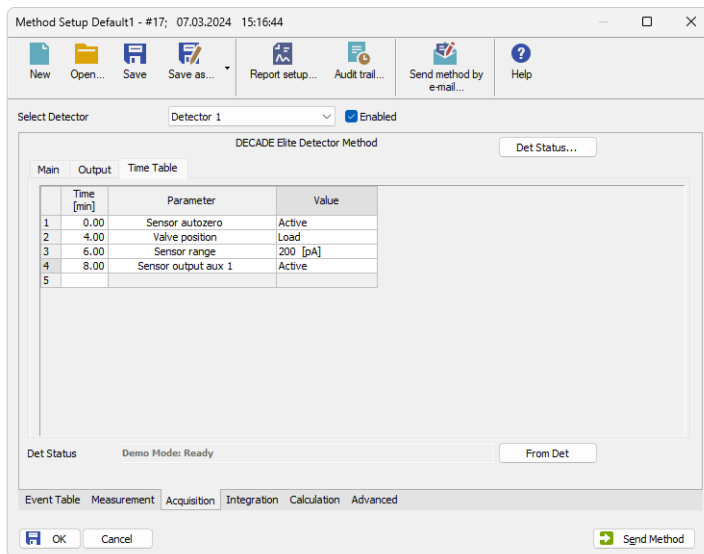 Method Setup Default1 - #17;  07.03.2024  15:16:44
New Open... Save Save as... Report setup... Audit trail... Send method by e-mail... Help
Select Detector Detector 1 Enabled
DECADE Elite Detector Method Det Status...
Main Output Time Table
Time [min] Parameter Value
1 0.00 Sensor autozero Active
2 4.00 Valve position Load
3 6.00 Sensor range 200 [pA]
4 8.00 Sensor output aux 1 Active
5
Det Status Demo Mode: Ready From Det
Event Table Measurement Acquisition Integration Calculation Advanced
OK Cancel Send Method